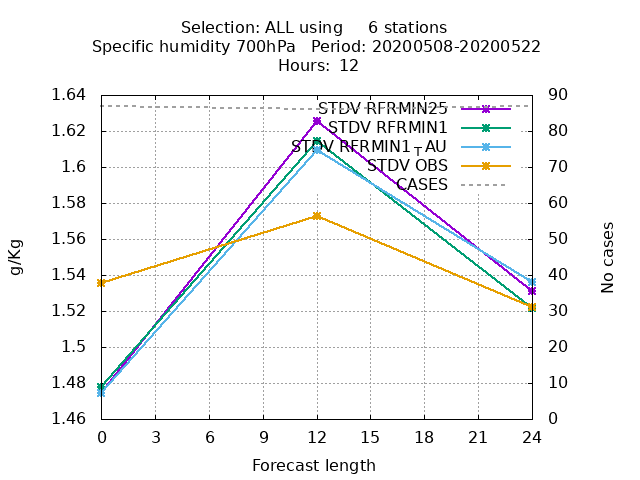 Selection: ALL using     6 stations
Specific humidity 700hPa   Period: 20200508-20200522
Hours:  12
1.64
1.62
1.6
1.58
1.56
1.54
1.52
1.5
1.48
1.46
g/Kg
STDV RFRMIN25
STDV RFRMIN1
STDV RFRMIN1_TAU
STDV OBS
CASES
90
80
70
60
50
40
30
20
10
0
No cases
0 3 6 9 12 15 18 21 24
Forecast length